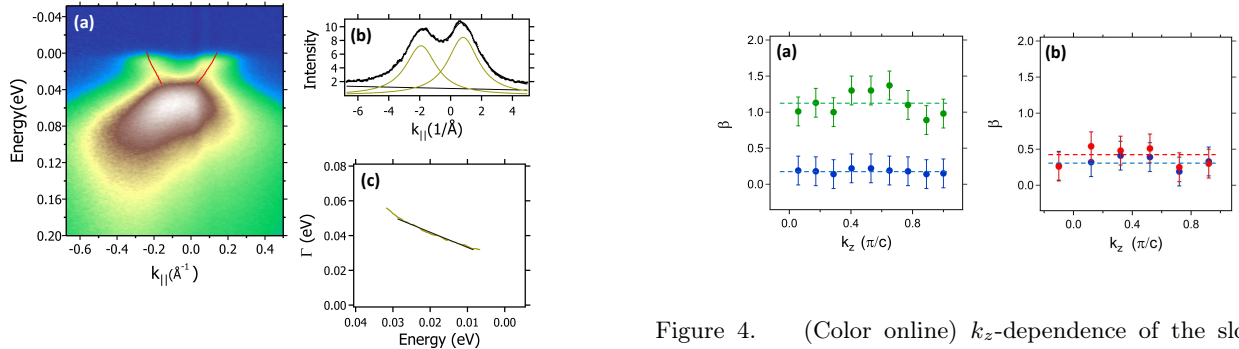 (a)
-0.04
0.00
0.04
0.08
0.12
0.16
0.20
Energy(eV)
-0.6 -0.4 -0.2 0.0 0.2 0.4
k||(Å⁻¹)
(b)
10
8
6
4
2
Intensity
-6 -4 -2 0 2 4
k||(1/Å)
(c)
0.08
0.06
0.04
0.02
0.00
Γ (eV)
0.04 0.03 0.02 0.01 0.00
Energy (eV)
(a)
2.0
1.5
1.0
0.5
0.0
β
0.0 0.4 0.8
kz (π/c)
(b)
2.0
1.5
1.0
0.5
0.0
β
0.0 0.4 0.8
kz (π/c)
Figure 4. (Color online) kz-dependence of the slo